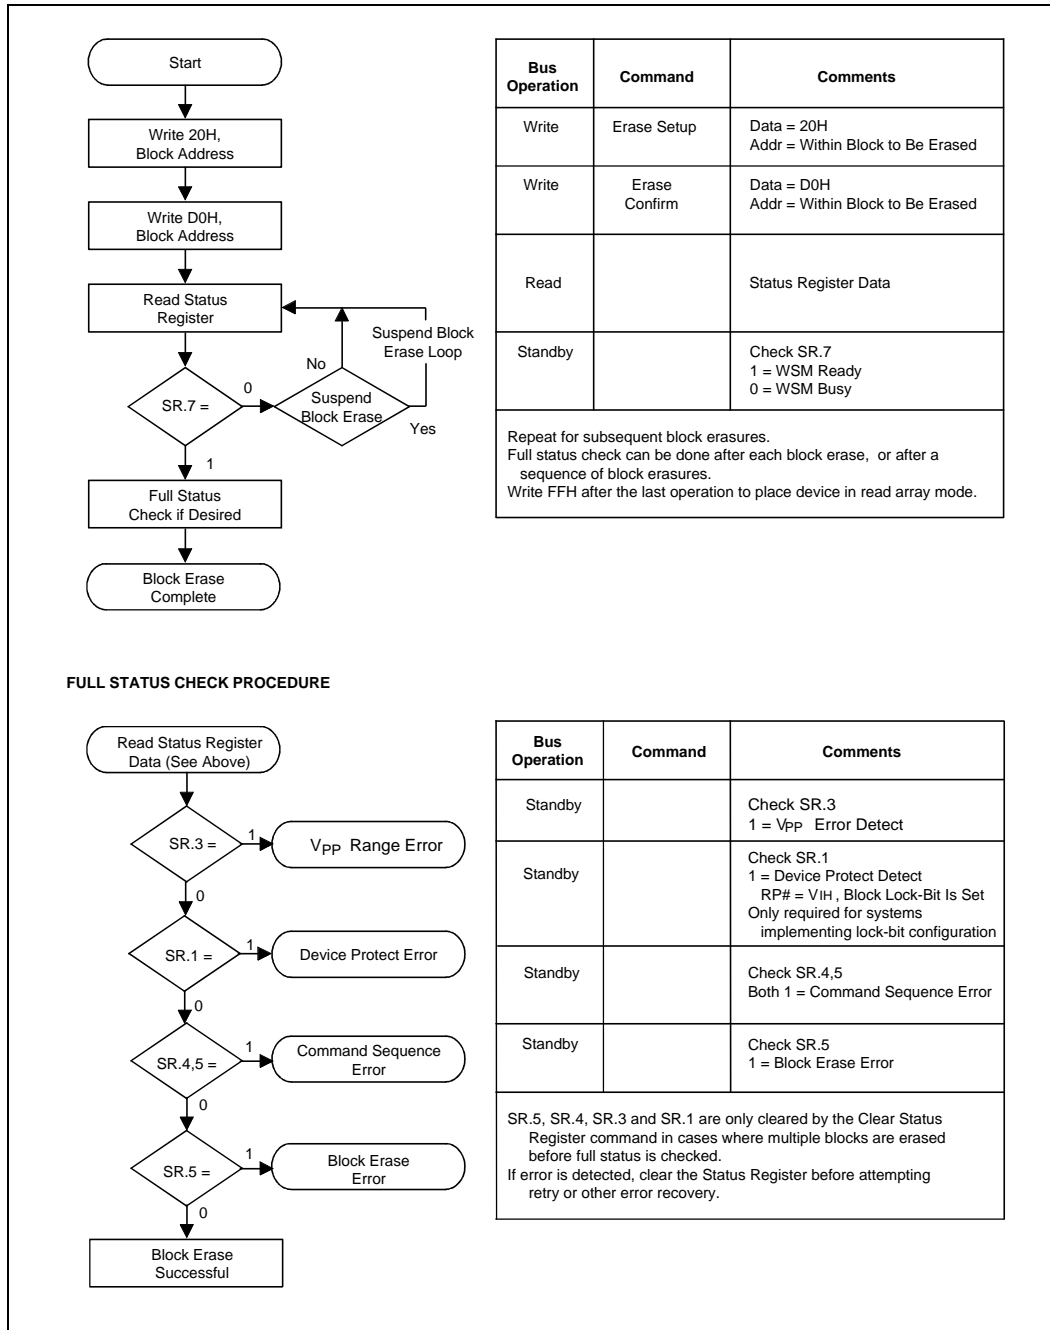 Start
Write 20H,
Block Address
Write D0H,
Block Address
Read Status
Register
Suspend Block
Erase Loop
No
0
SR.7 =
Suspend
Block Erase
Yes
1
Full Status
Check if Desired
Block Erase
Complete
Bus
Operation
Command
Comments
Write
Erase Setup
Data = 20H
Addr = Within Block to Be Erased
Write
Erase
Confirm
Data = D0H
Addr = Within Block to Be Erased
Read
Status Register Data
Standby
Check SR.7
1 = WSM Ready
0 = WSM Busy
Repeat for subsequent block erasures.
Full status check can be done after each block erase, or after a
sequence of block erasures.
Write FFH after the last operation to place device in read array mode.
FULL STATUS CHECK PROCEDURE
Read Status Register
Data (See Above)
SR.3 =
1
VPP Range Error
0
SR.1 =
1
Device Protect Error
0
SR.4,5 =
1
Command Sequence
Error
0
SR.5 =
1
Block Erase
Error
0
Block Erase
Successful
Bus
Operation
Command
Comments
Standby
Check SR.3
1 = VPP Error Detect
Standby
Check SR.1
1 = Device Protect Detect
RP# = VIH, Block Lock-Bit Is Set
Only required for systems
implementing lock-bit configuration
Standby
Check SR.4,5
Both 1 = Command Sequence Error
Standby
Check SR.5
1 = Block Erase Error
SR.5, SR.4, SR.3 and SR.1 are only cleared by the Clear Status
Register command in cases where multiple blocks are erased
before full status is checked.
If error is detected, clear the Status Register before attempting
retry or other error recovery.